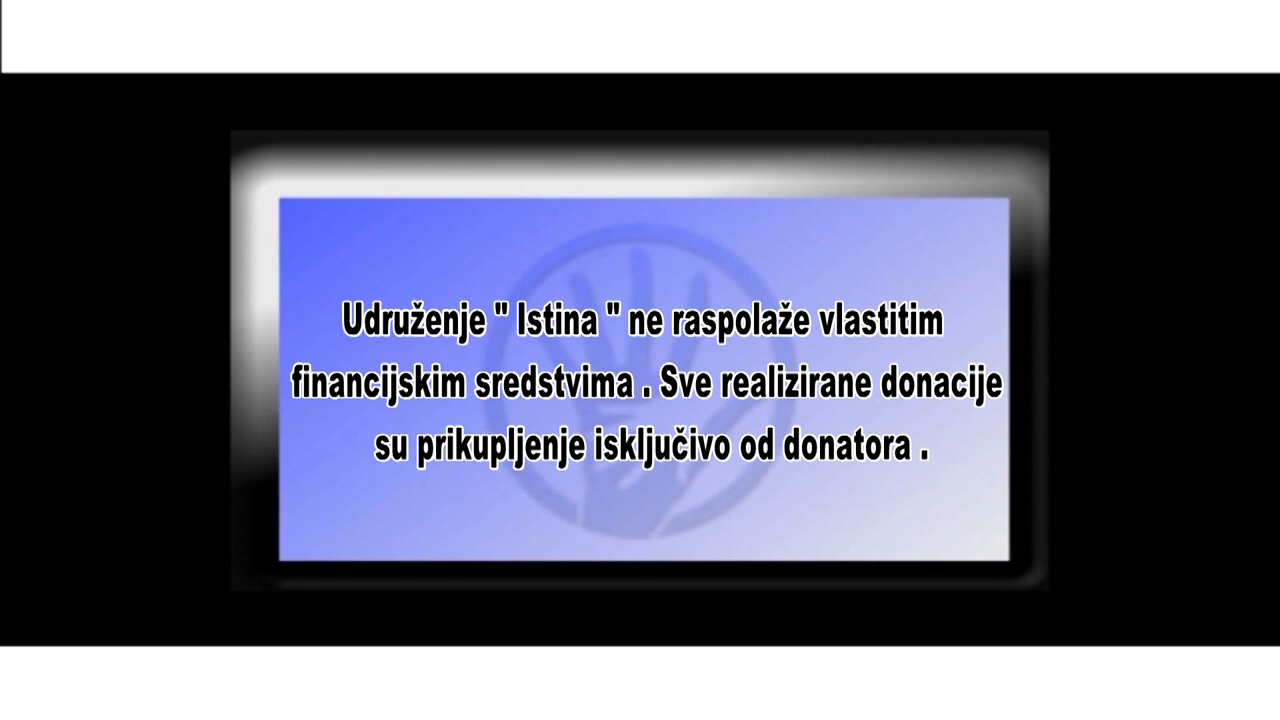 Udruženje " Istina " ne raspolaže vlastitim
financijskim sredstvima . Sve realizirane donacije
su prikupljenje isključivo od donatora .